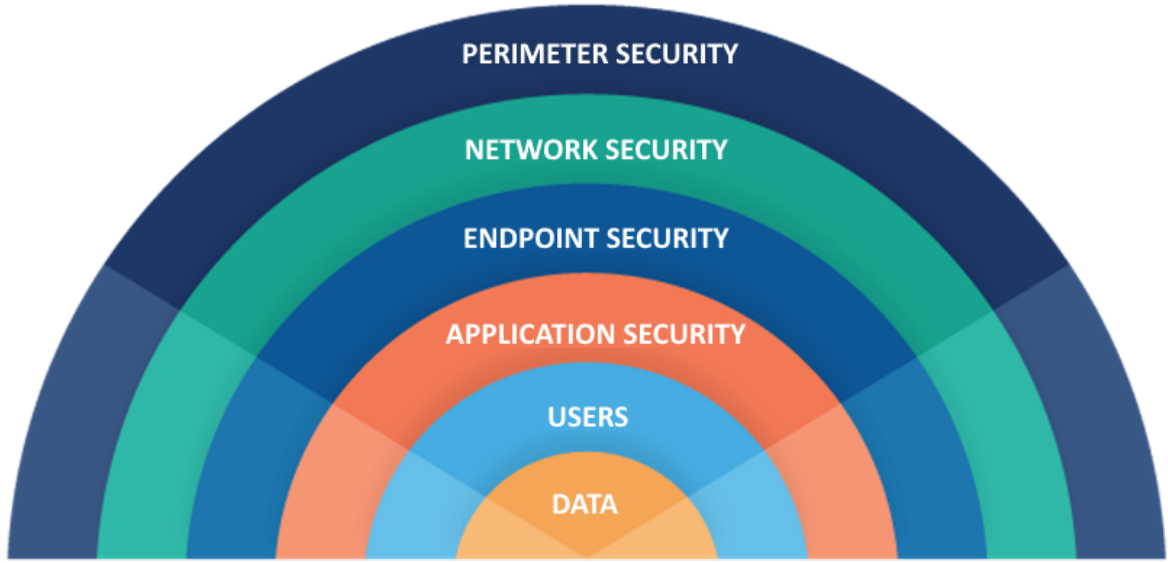 PERIMETER SECURITY
NETWORK SECURITY
ENDPOINT SECURITY
APPLICATION SECURITY
USERS
DATA